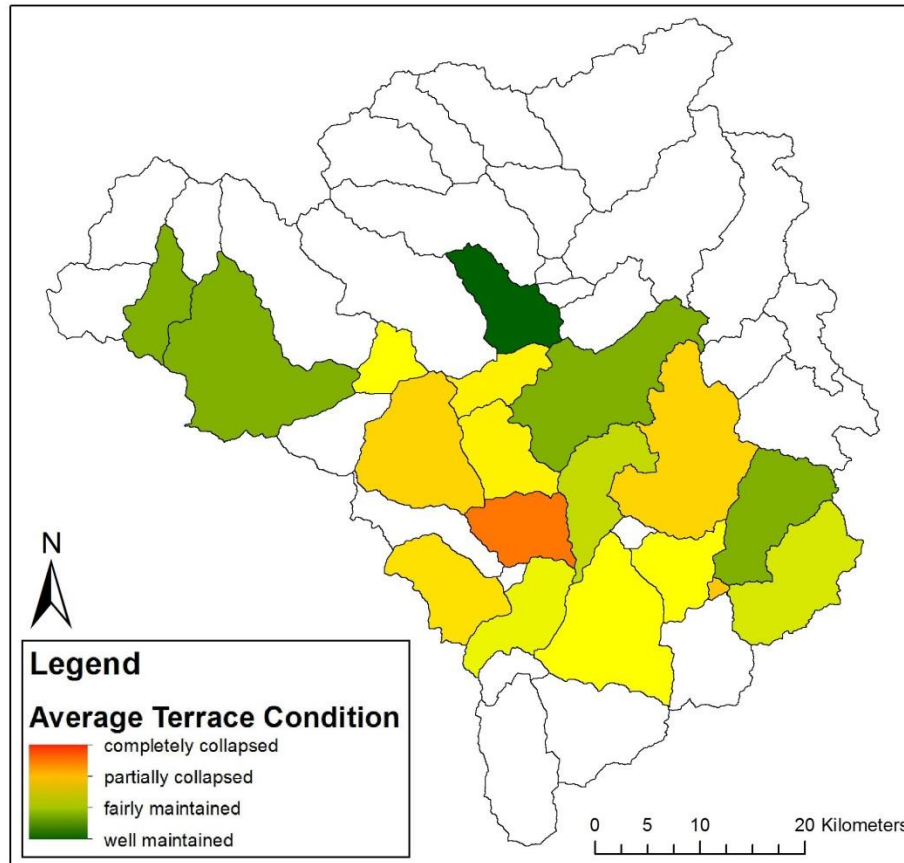 N
Legend
Average Terrace Condition
completely collapsed
partially collapsed
fairly maintained
well maintained
0 5 10 20 Kilometers